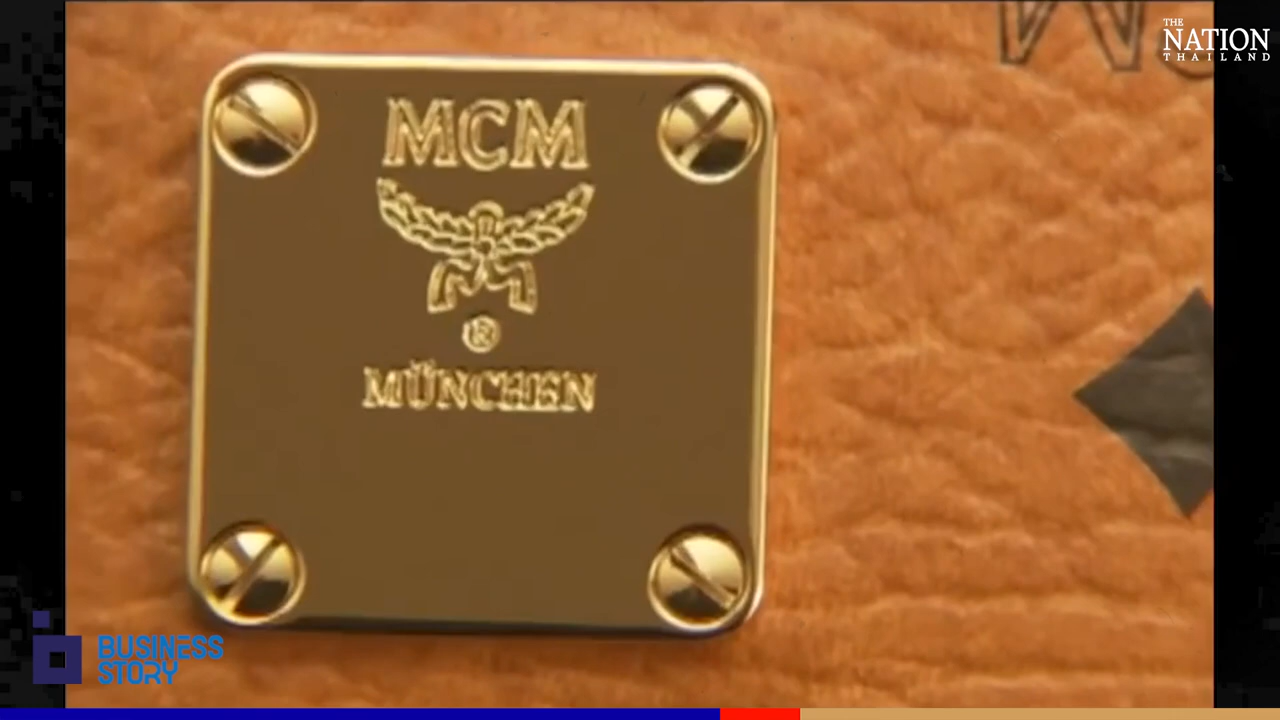 THE
NATION
THAILAND
MCM
®
MÜNCHEN
BUSINESS
STORY